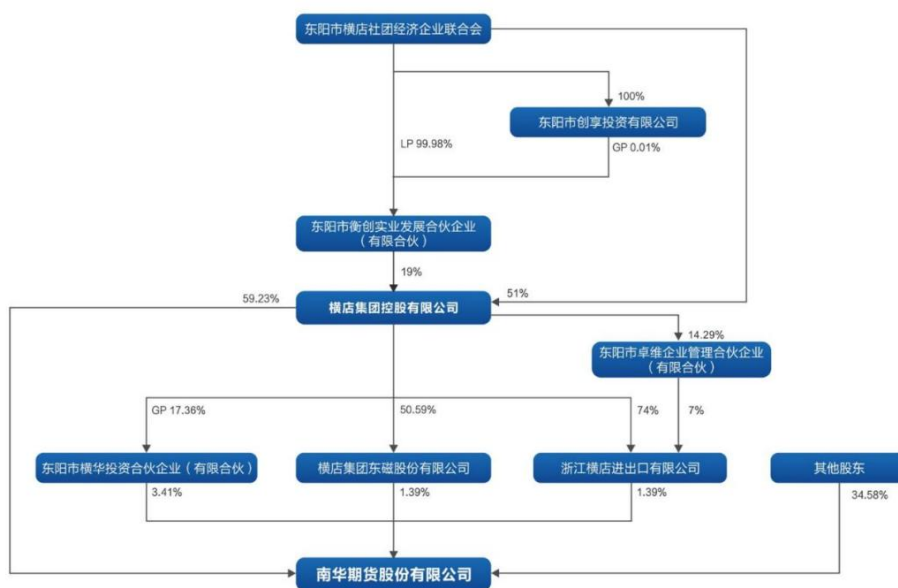 东阳市横店社团经济企业联合会
100%
东阳市创享投资有限公司
LP 99.98%
GP 0.01%
东阳市衡创实业发展合伙企业
（有限合伙）
19%
59.23%
横店集团控股有限公司
51%
14.29%
东阳市卓维企业管理合伙企业
（有限合伙）
GP 17.36%
50.59%
74%
7%
东阳市横华投资合伙企业（有限合伙）
横店集团东磁股份有限公司
浙江横店进出口有限公司
其他股东
3.41%
1.39%
1.39%
34.58%
南华期货股份有限公司